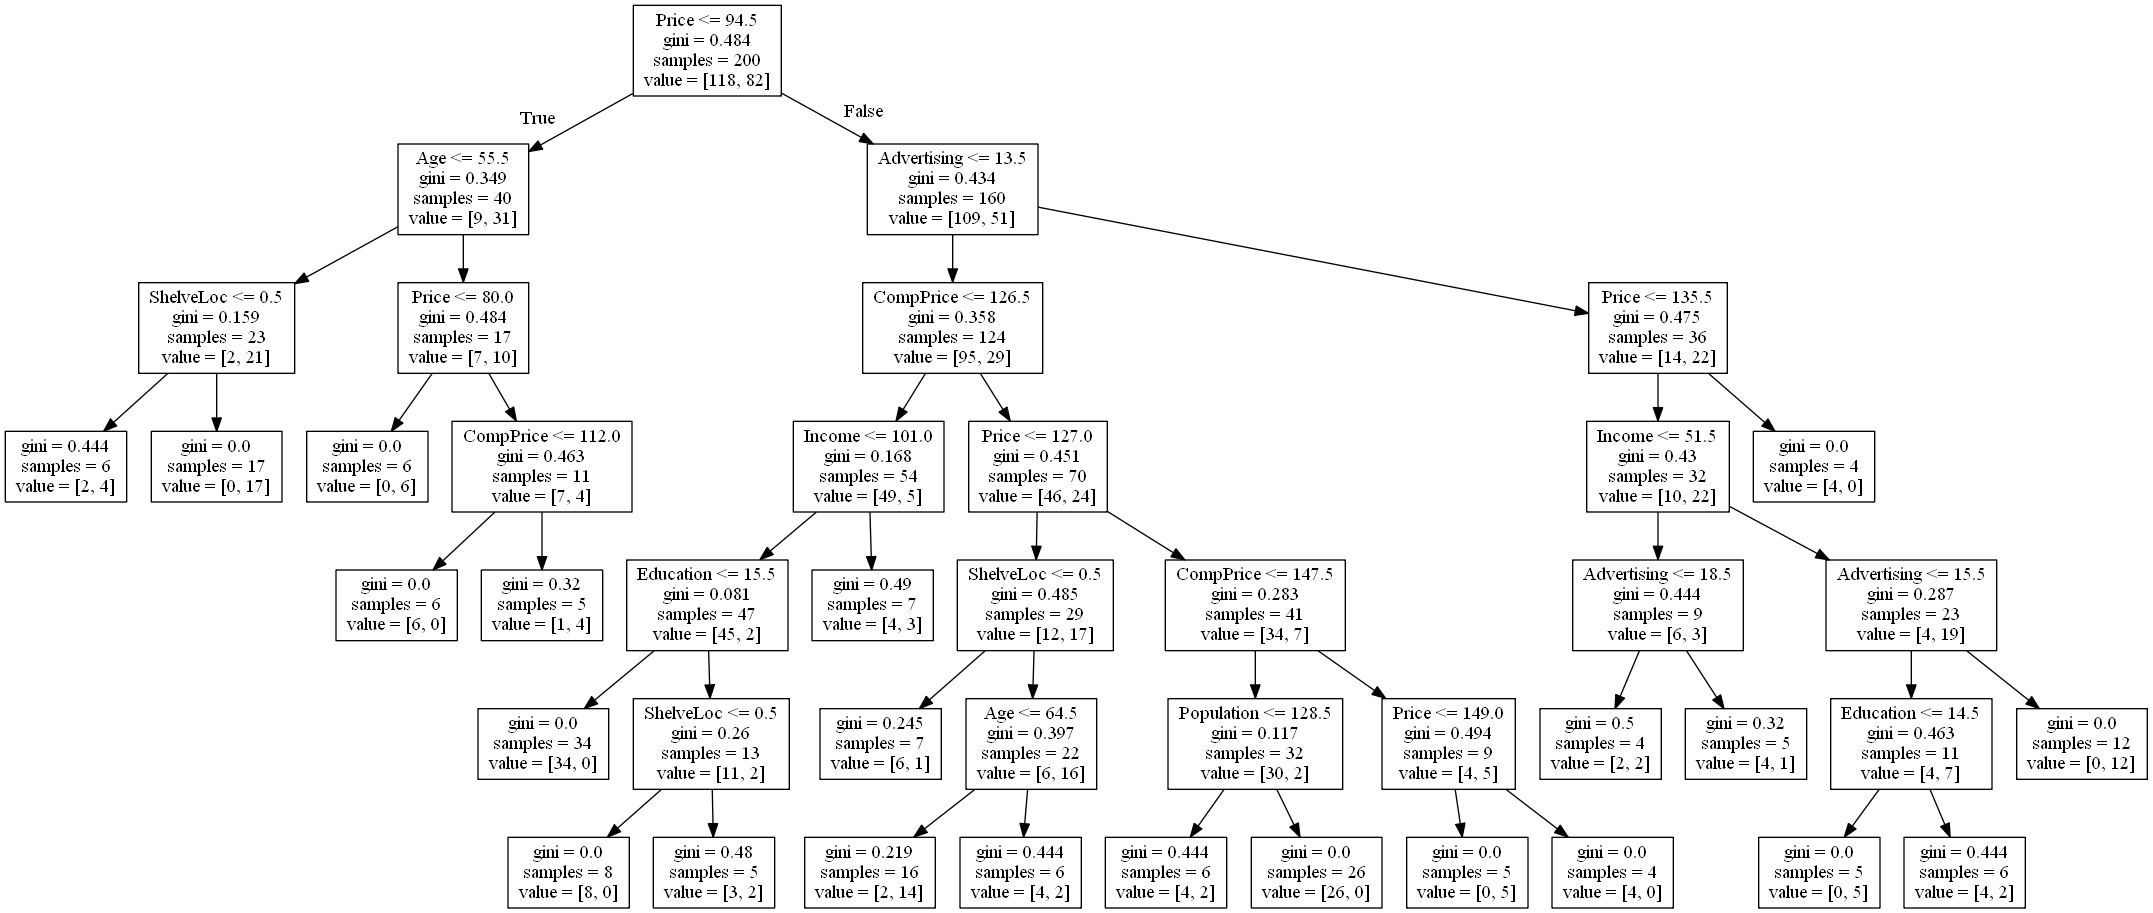 Price <= 94.5
gini = 0.484
samples = 200
value = [118, 82]
True
False
Age <= 55.5
gini = 0.349
samples = 40
value = [9, 31]
Advertising <= 13.5
gini = 0.434
samples = 160
value = [109, 51]
ShelveLoc <= 0.5
gini = 0.159
samples = 23
value = [2, 21]
Price <= 80.0
gini = 0.484
samples = 17
value = [7, 10]
CompPrice <= 126.5
gini = 0.358
samples = 124
value = [95, 29]
Price <= 135.5
gini = 0.475
samples = 36
value = [14, 22]
gini = 0.444
samples = 6
value = [2, 4]
gini = 0.0
samples = 17
value = [0, 17]
gini = 0.0
samples = 6
value = [0, 6]
CompPrice <= 112.0
gini = 0.463
samples = 11
value = [7, 4]
Income <= 101.0
gini = 0.168
samples = 54
value = [49, 5]
Price <= 127.0
gini = 0.451
samples = 70
value = [46, 24]
Income <= 51.5
gini = 0.43
samples = 32
value = [10, 22]
gini = 0.0
samples = 4
value = [4, 0]
gini = 0.0
samples = 6
value = [6, 0]
gini = 0.32
samples = 5
value = [1, 4]
Education <= 15.5
gini = 0.081
samples = 47
value = [45, 2]
gini = 0.49
samples = 7
value = [4, 3]
ShelveLoc <= 0.5
gini = 0.485
samples = 29
value = [12, 17]
CompPrice <= 147.5
gini = 0.283
samples = 41
value = [34, 7]
Advertising <= 18.5
gini = 0.444
samples = 9
value = [6, 3]
Advertising <= 15.5
gini = 0.287
samples = 23
value = [4, 19]
gini = 0.0
samples = 34
value = [34, 0]
ShelveLoc <= 0.5
gini = 0.26
samples = 13
value = [11, 2]
gini = 0.245
samples = 7
value = [6, 1]
Age <= 64.5
gini = 0.397
samples = 22
value = [6, 16]
Population <= 128.5
gini = 0.117
samples = 32
value = [30, 2]
Price <= 149.0
gini = 0.494
samples = 9
value = [4, 5]
gini = 0.5
samples = 4
value = [2, 2]
gini = 0.32
samples = 5
value = [4, 1]
Education <= 14.5
gini = 0.463
samples = 11
value = [4, 7]
gini = 0.0
samples = 12
value = [0, 12]
gini = 0.0
samples = 8
value = [8, 0]
gini = 0.48
samples = 5
value = [3, 2]
gini = 0.219
samples = 16
value = [2, 14]
gini = 0.444
samples = 6
value = [4, 2]
gini = 0.444
samples = 6
value = [4, 2]
gini = 0.0
samples = 26
value = [26, 0]
gini = 0.0
samples = 5
value = [0, 5]
gini = 0.0
samples = 4
value = [4, 0]
gini = 0.0
samples = 5
value = [0, 5]
gini = 0.444
samples = 6
value = [4, 2]